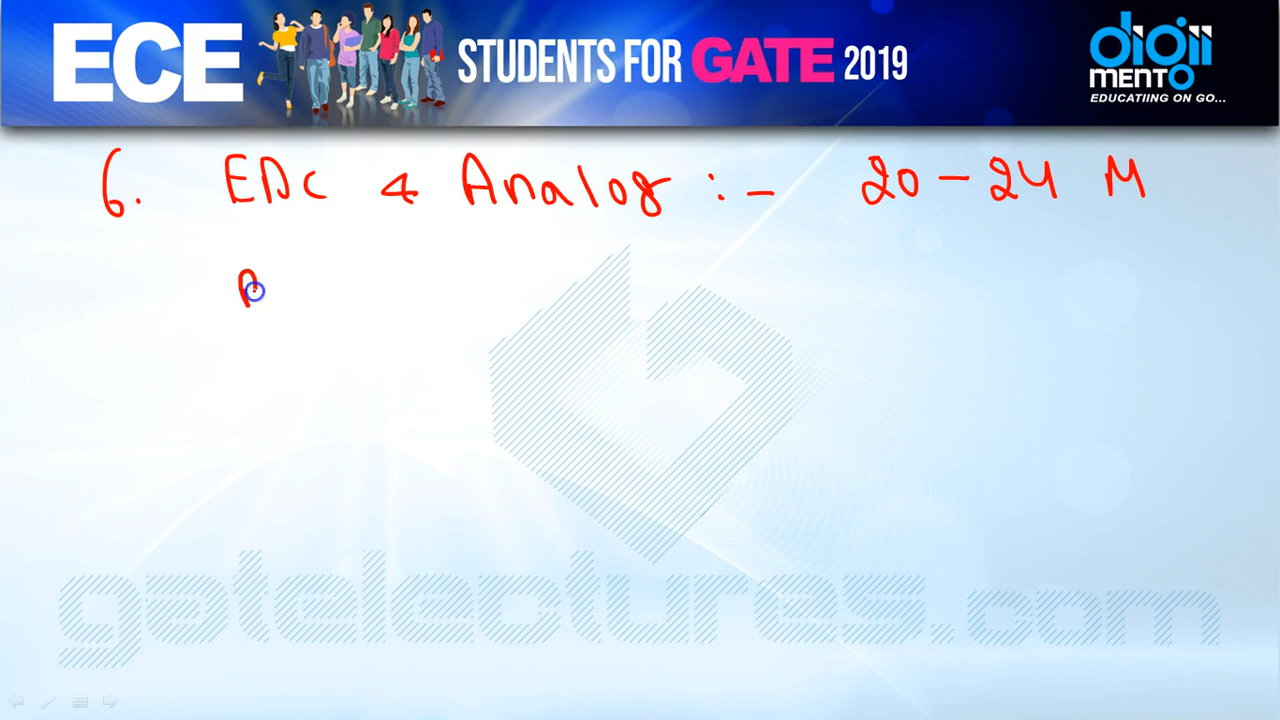 ECE STUDENTS FOR GATE 2019
digii
MENTO
EDUCATIING ON GO...
6. EDC & Analog :- 20-24 M
gatelectures.com